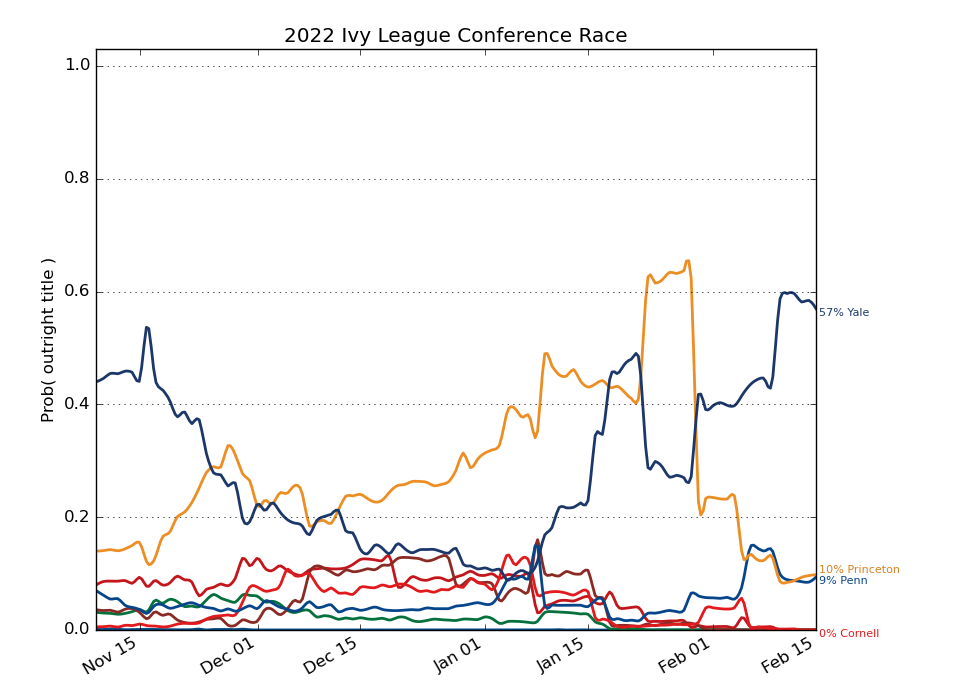 2022 Ivy League Conference Race
Prob( outright title )
1.0
0.8
0.6
0.4
0.2
0.0
57% Yale
10% Princeton
9% Penn
0% Cornell
Nov 15
Dec 01
Dec 15
Jan 01
Jan 15
Feb 01
Feb 15